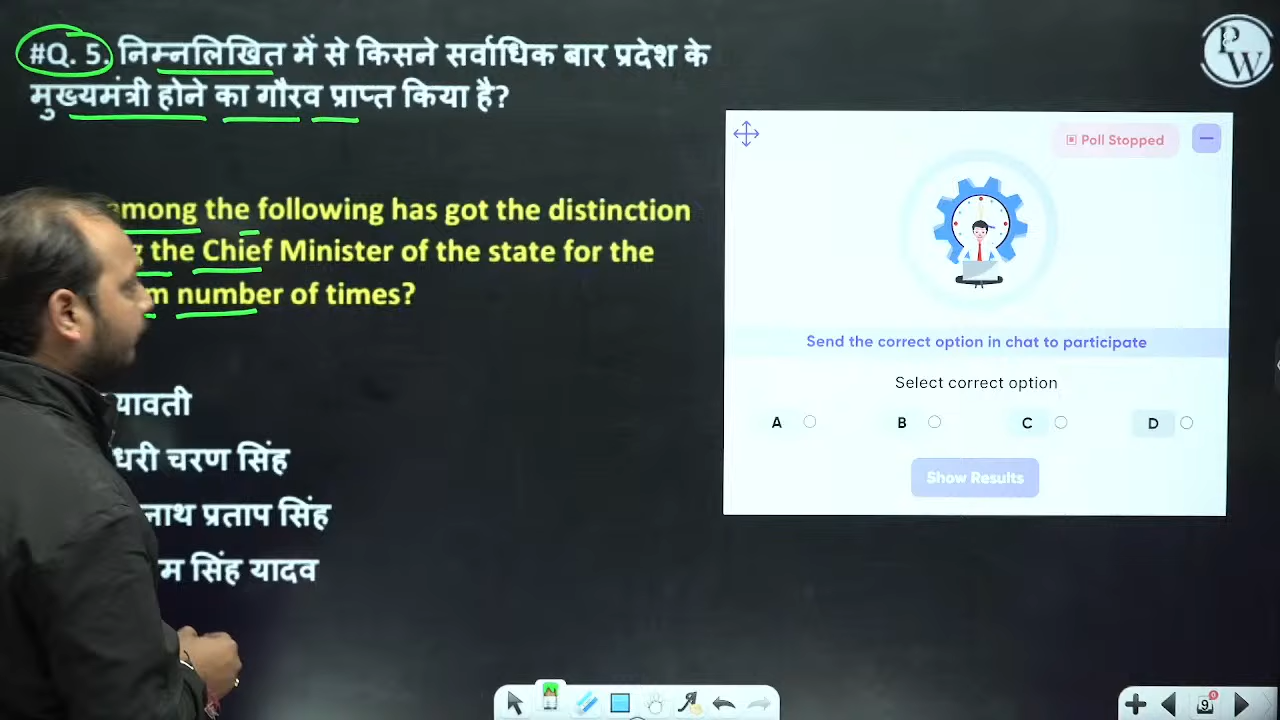 #Q. 5. निम्नलिखित में से किसने सर्वाधिक बार प्रदेश के
मुख्यमंत्री होने का गौरव प्राप्त किया है?
PW
Poll Stopped
among the following has got the distinction
the Chief Minister of the state for the
number of times?
Send the correct option in chat to participate
Select correct option
A B C D
Show Results
चरण सिंह
प्रताप सिंह
सिंह यादव
9